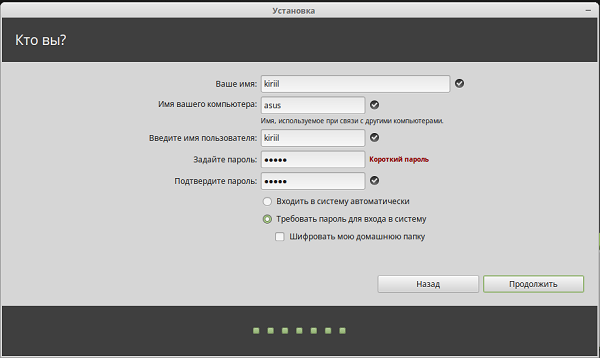 Установка
Кто вы?
Ваше имя: kiriil
Имя вашего компьютера: asus
Имя, используемое при связи с другими компьютерами.
Введите имя пользователя: kiriil
Задайте пароль: ●●●●● Короткий пароль
Подтвердите пароль: ●●●●●
Входить в систему автоматически
Требовать пароль для входа в систему
Шифровать мою домашнюю папку
Назад Продолжить